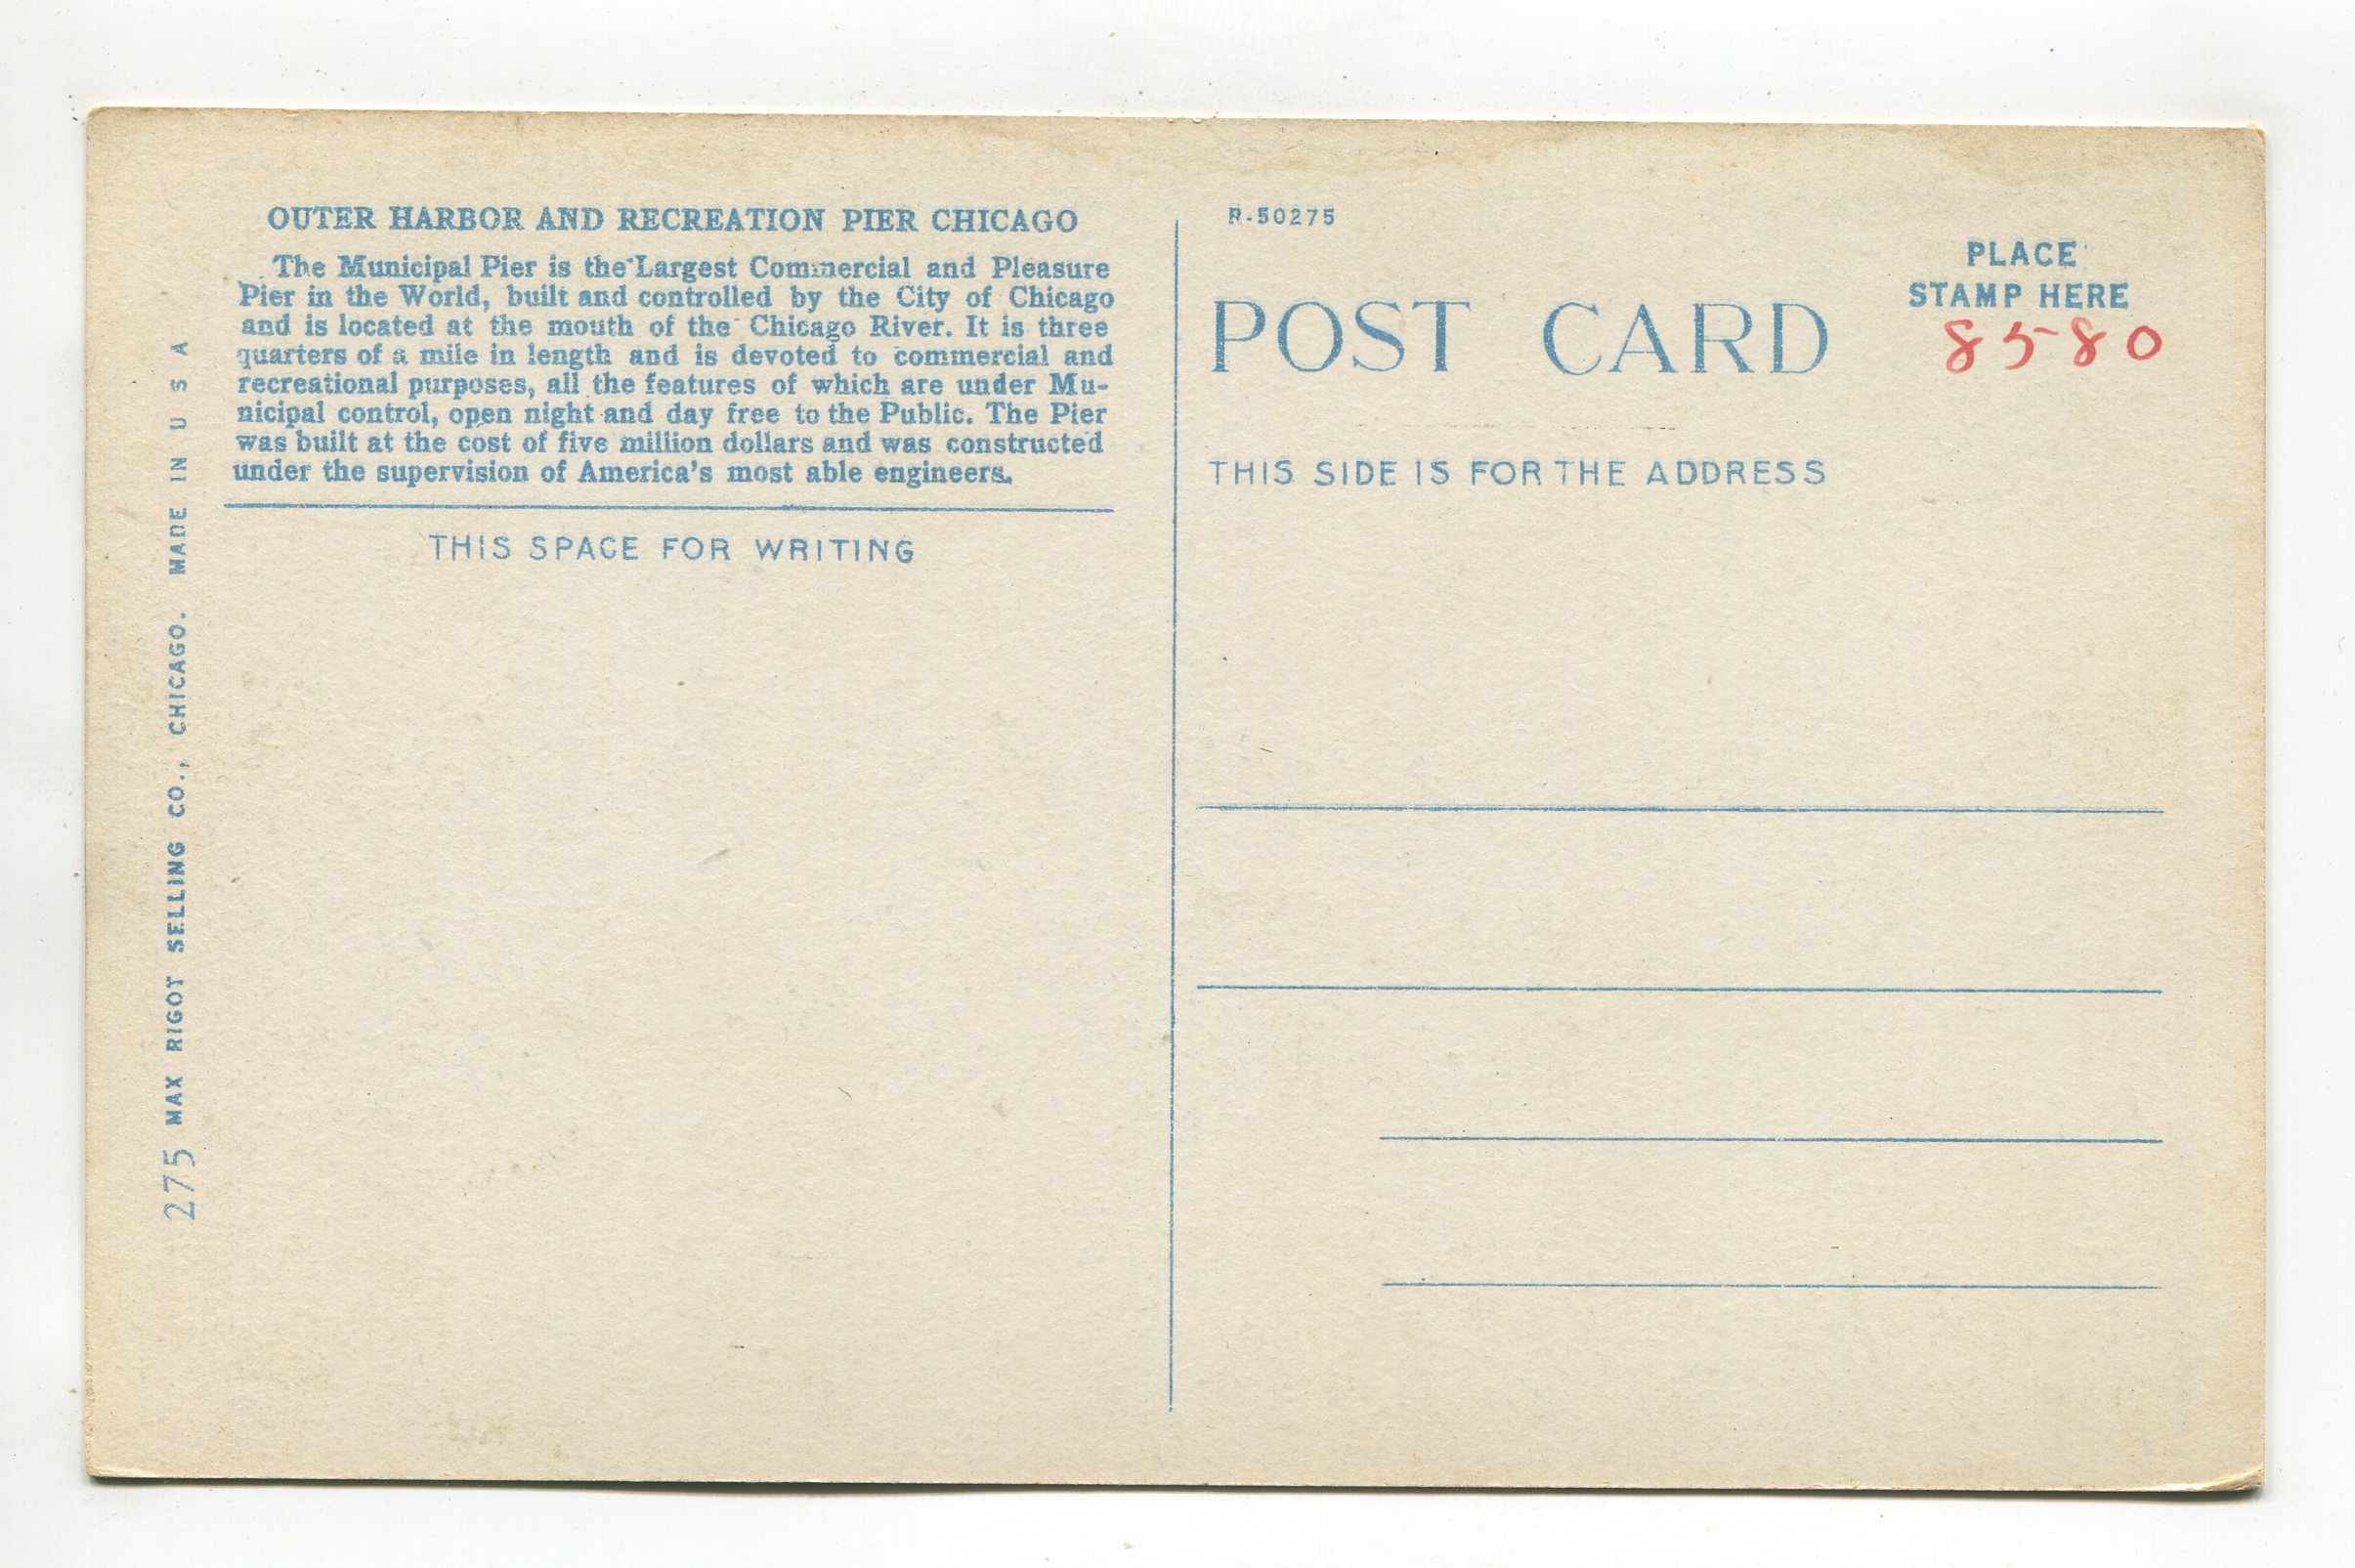 OUTER HARBOR AND RECREATION PIER CHICAGO
The Municipal Pier is the Largest Commercial and Pleasure
Pier in the World, built and controlled by the City of Chicago
and is located at the mouth of the Chicago River. It is three
quarters of a mile in length and is devoted to commercial and
recreational purposes, all the features of which are under Mu-
nicipal control, open night and day free to the Public. The Pier
was built at the cost of five million dollars and was constructed
under the supervision of America's most able engineers.
THIS SPACE FOR WRITING
275 MAX RIGOT SELLING CO., CHICAGO. MADE IN U S A
R-50275
POST CARD
PLACE
STAMP HERE
8580
THIS SIDE IS FOR THE ADDRESS